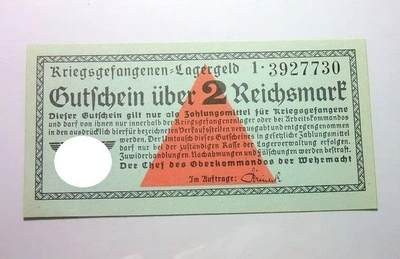 Kriegsgefangenen-Lagergeld 1·3927730
Gutschein über 2 Reichsmark
Dieser Gutschein gilt nur als Zahlungsmittel für Kriegsgefangene
und darf von ihnen nur innerhalb der Kriegsgefangenenlager oder bei Arbeitskommandos
in den ausdrücklich hierfür bezeichneten Verkaufsstellen verausgabt und entgegengenommen
werden. Der Umtausch dieses Gutscheines in gesetzliche Zahlungsmittel
darf nur bei der zuständigen Kasse der Lagerverwaltung erfolgen.
Zuwiderhandlungen, Nachahmungen und Fälschungen werden bestraft.
Der Chef des Oberkommandos der Wehrmacht
Im Auftrage: